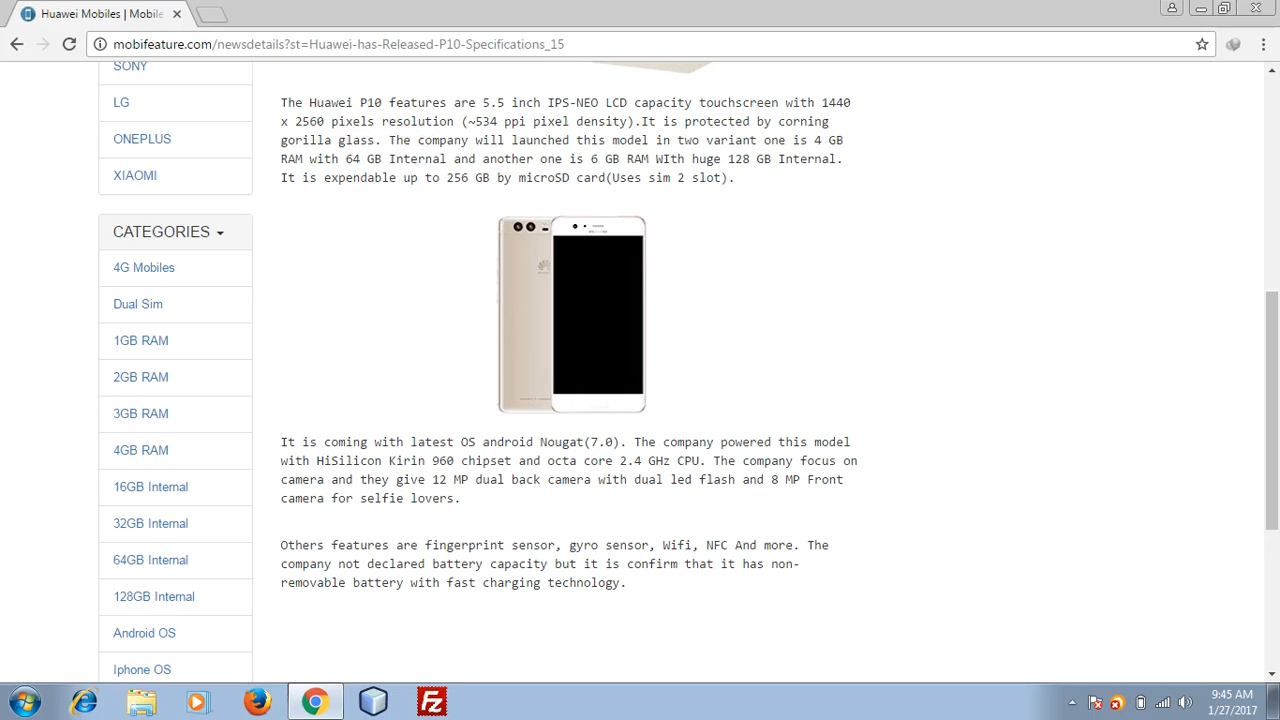 Huawei Mobiles | Mobile
mobifeature.com/newsdetails?st=Huawei-has-Released-P10-Specifications_15
SONY
LG
ONEPLUS
XIAOMI
CATEGORIES
4G Mobiles
Dual Sim
1GB RAM
2GB RAM
3GB RAM
4GB RAM
16GB Internal
32GB Internal
64GB Internal
128GB Internal
Android OS
Iphone OS
The Huawei P10 features are 5.5 inch IPS-NEO LCD capacity touchscreen with 1440
x 2560 pixels resolution (~534 ppi pixel density).It is protected by corning
gorilla glass. The company will launched this model in two variant one is 4 GB
RAM with 64 GB Internal and another one is 6 GB RAM WIth huge 128 GB Internal.
It is expendable up to 256 GB by microSD card(Uses sim 2 slot).
It is coming with latest OS android Nougat(7.0). The company powered this model
with HiSilicon Kirin 960 chipset and octa core 2.4 GHz CPU. The company focus on
camera and they give 12 MP dual back camera with dual led flash and 8 MP Front
camera for selfie lovers.
Others features are fingerprint sensor, gyro sensor, Wifi, NFC And more. The
company not declared battery capacity but it is confirm that it has non-
removable battery with fast charging technology.
Fz
9:45 AM
1/27/2017